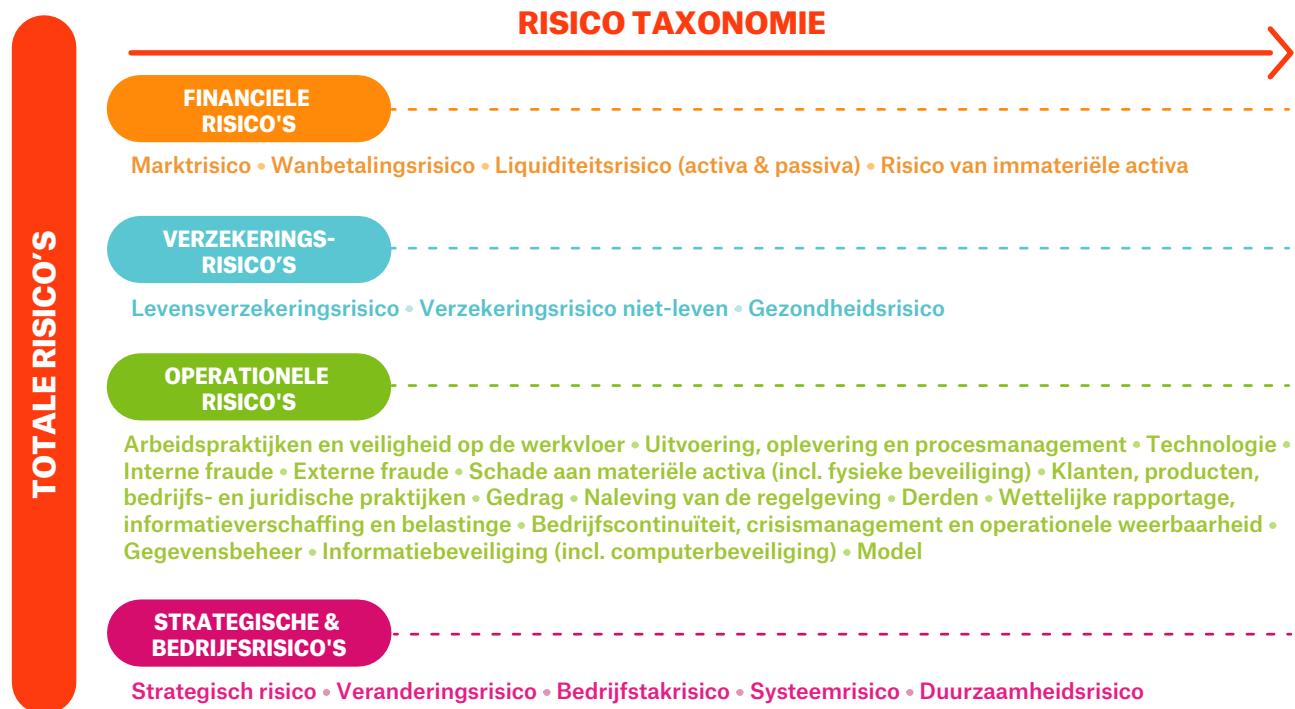 RISICO TAXONOMIE
TOTALE RISICO’S
FINANCIELE
RISICO'S
Marktrisico • Wanbetalingsrisico • Liquiditeitsrisico (activa & passiva) • Risico van immateriële activa
VERZEKERINGS-
RISICO’S
Levensverzekeringsrisico • Verzekeringsrisico niet-leven • Gezondheidsrisico
OPERATIONELE
RISICO'S
Arbeidspraktijken en veiligheid op de werkvloer • Uitvoering, oplevering en procesmanagement • Technologie •
Interne fraude • Externe fraude • Schade aan materiële activa (incl. fysieke beveiliging) • Klanten, producten,
bedrijfs- en juridische praktijken • Gedrag • Naleving van de regelgeving • Derden • Wettelijke rapportage,
informatieverschaffing en belastinge • Bedrijfscontinuïteit, crisismanagement en operationele weerbaarheid •
Gegevensbeheer • Informatiebeveiliging (incl. computerbeveiliging) • Model
STRATEGISCHE &
BEDRIJFSRISICO'S
Strategisch risico • Veranderingsrisico • Bedrijfstakrisico • Systeemrisico • Duurzaamheidsrisico